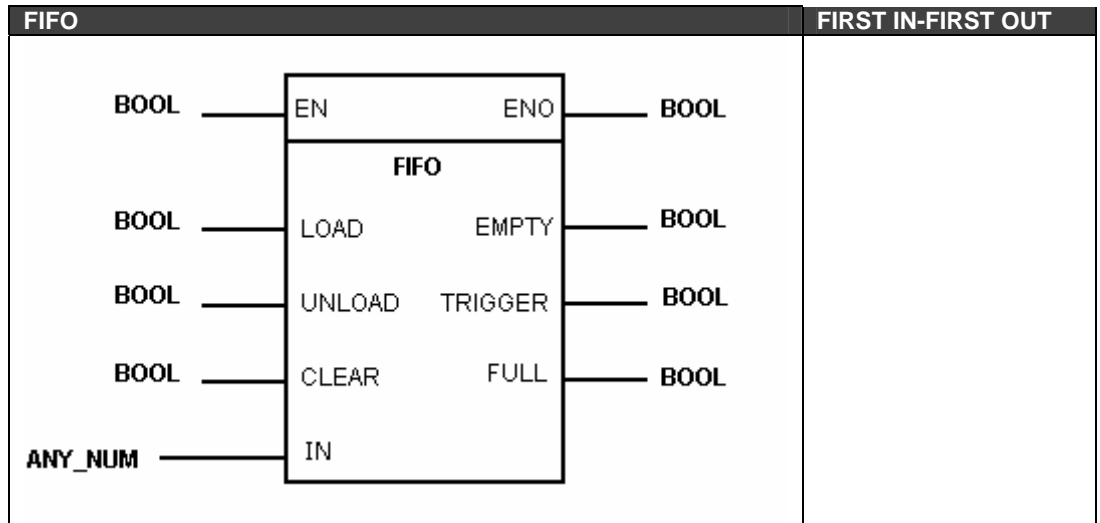 FIFO FIRST IN-FIRST OUT
BOOL EN ENO BOOL
FIFO
BOOL LOAD EMPTY BOOL
BOOL UNLOAD TRIGGER BOOL
BOOL CLEAR FULL BOOL
ANY_NUM IN